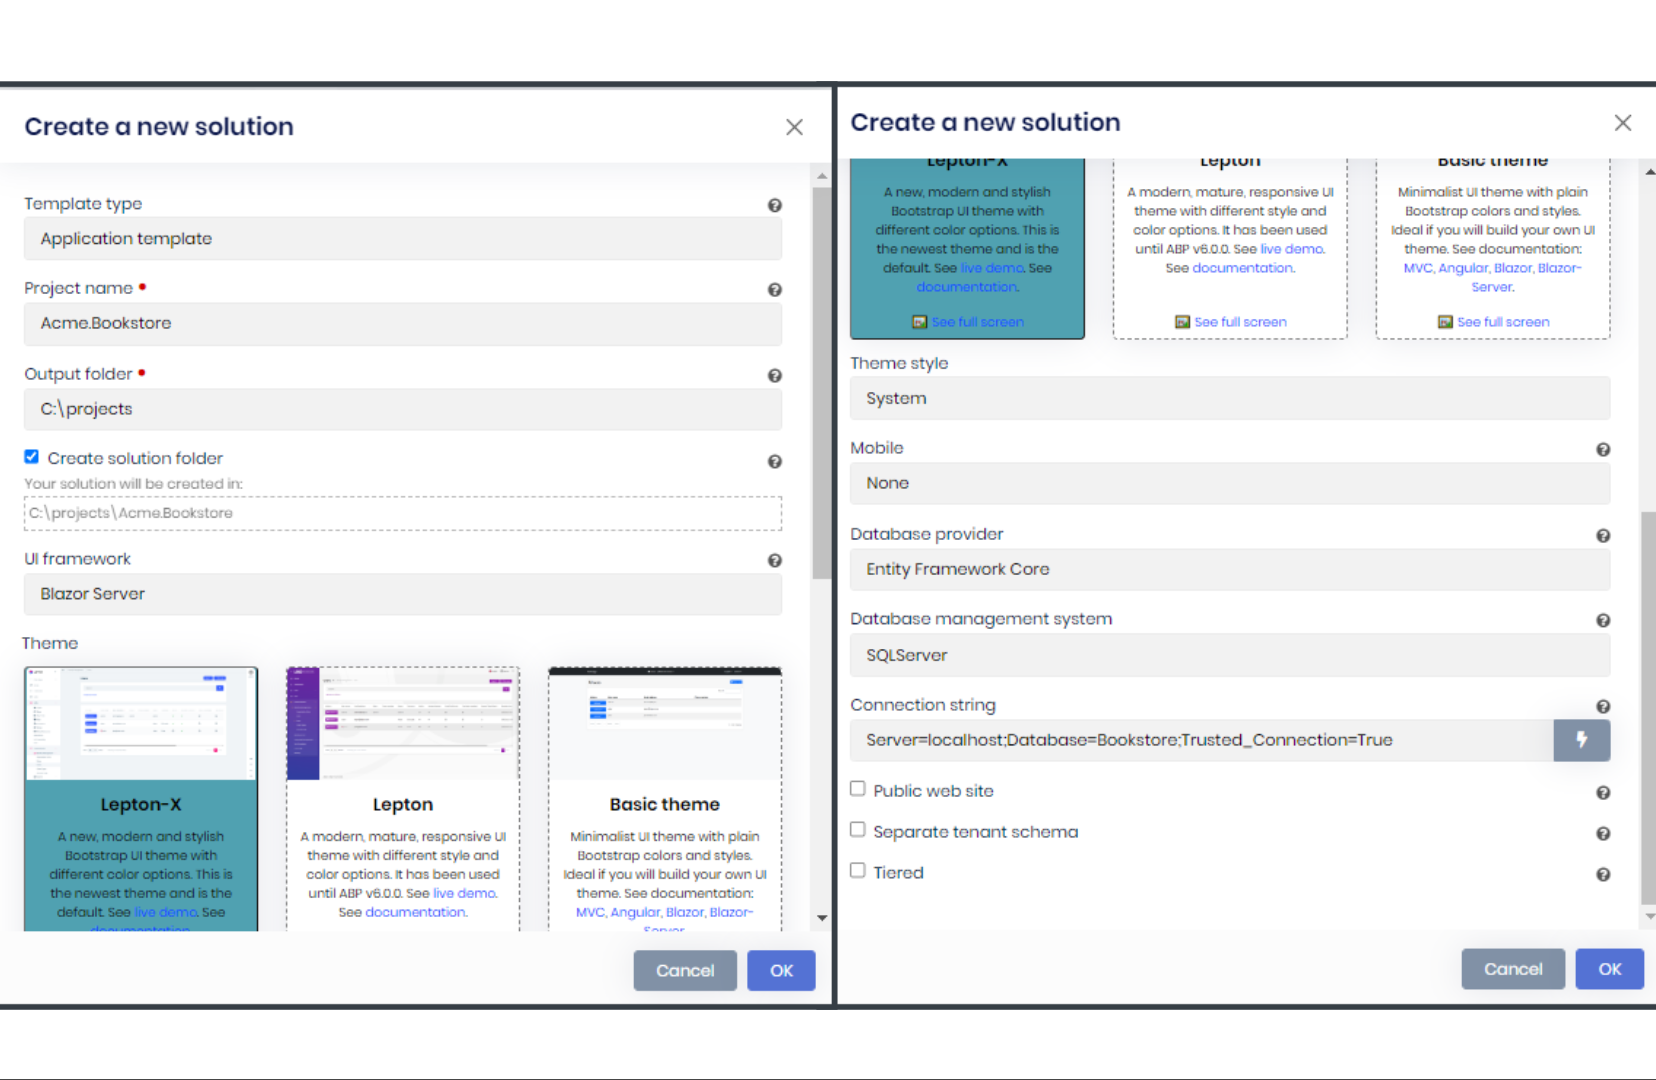 Create a new solution
Template type
Application template
Project name
Acme.Bookstore
Output folder
C:\projects
Create solution folder
Your solution will be created in:
C:\projects\Acme.Bookstore
UI framework
Blazor Server
Theme
Lepton-X
A new, modern and stylish
Bootstrap UI theme with
different color options. This is
the newest theme and is the
default. See live demo. See
documentation.
Lepton
A modern, mature, responsive UI
theme with different style and
color options. It has been used
until ABP v6.0.0. See live demo.
See documentation.
Basic theme
Minimalist UI theme with plain
Bootstrap colors and styles.
Ideal if you will build your own UI
theme. See documentation:
MVC, Angular, Blazor, Blazor-
Server.
Cancel
OK
Create a new solution
Lepton-X
A new, modern and stylish
Bootstrap UI theme with
different color options. This is
the newest theme and is the
default. See live demo. See
documentation.
See full screen
Lepton
A modern, mature, responsive UI
theme with different style and
color options. It has been used
until ABP v6.0.0. See live demo.
See documentation.
See full screen
Basic theme
Minimalist UI theme with plain
Bootstrap colors and styles.
Ideal if you will build your own UI
theme. See documentation:
MVC, Angular, Blazor, Blazor-
Server.
See full screen
Theme style
System
Mobile
None
Database provider
Entity Framework Core
Database management system
SQLServer
Connection string
Server=localhost;Database=Bookstore;Trusted_Connection=True
Public web site
Separate tenant schema
Tiered
Cancel
OK